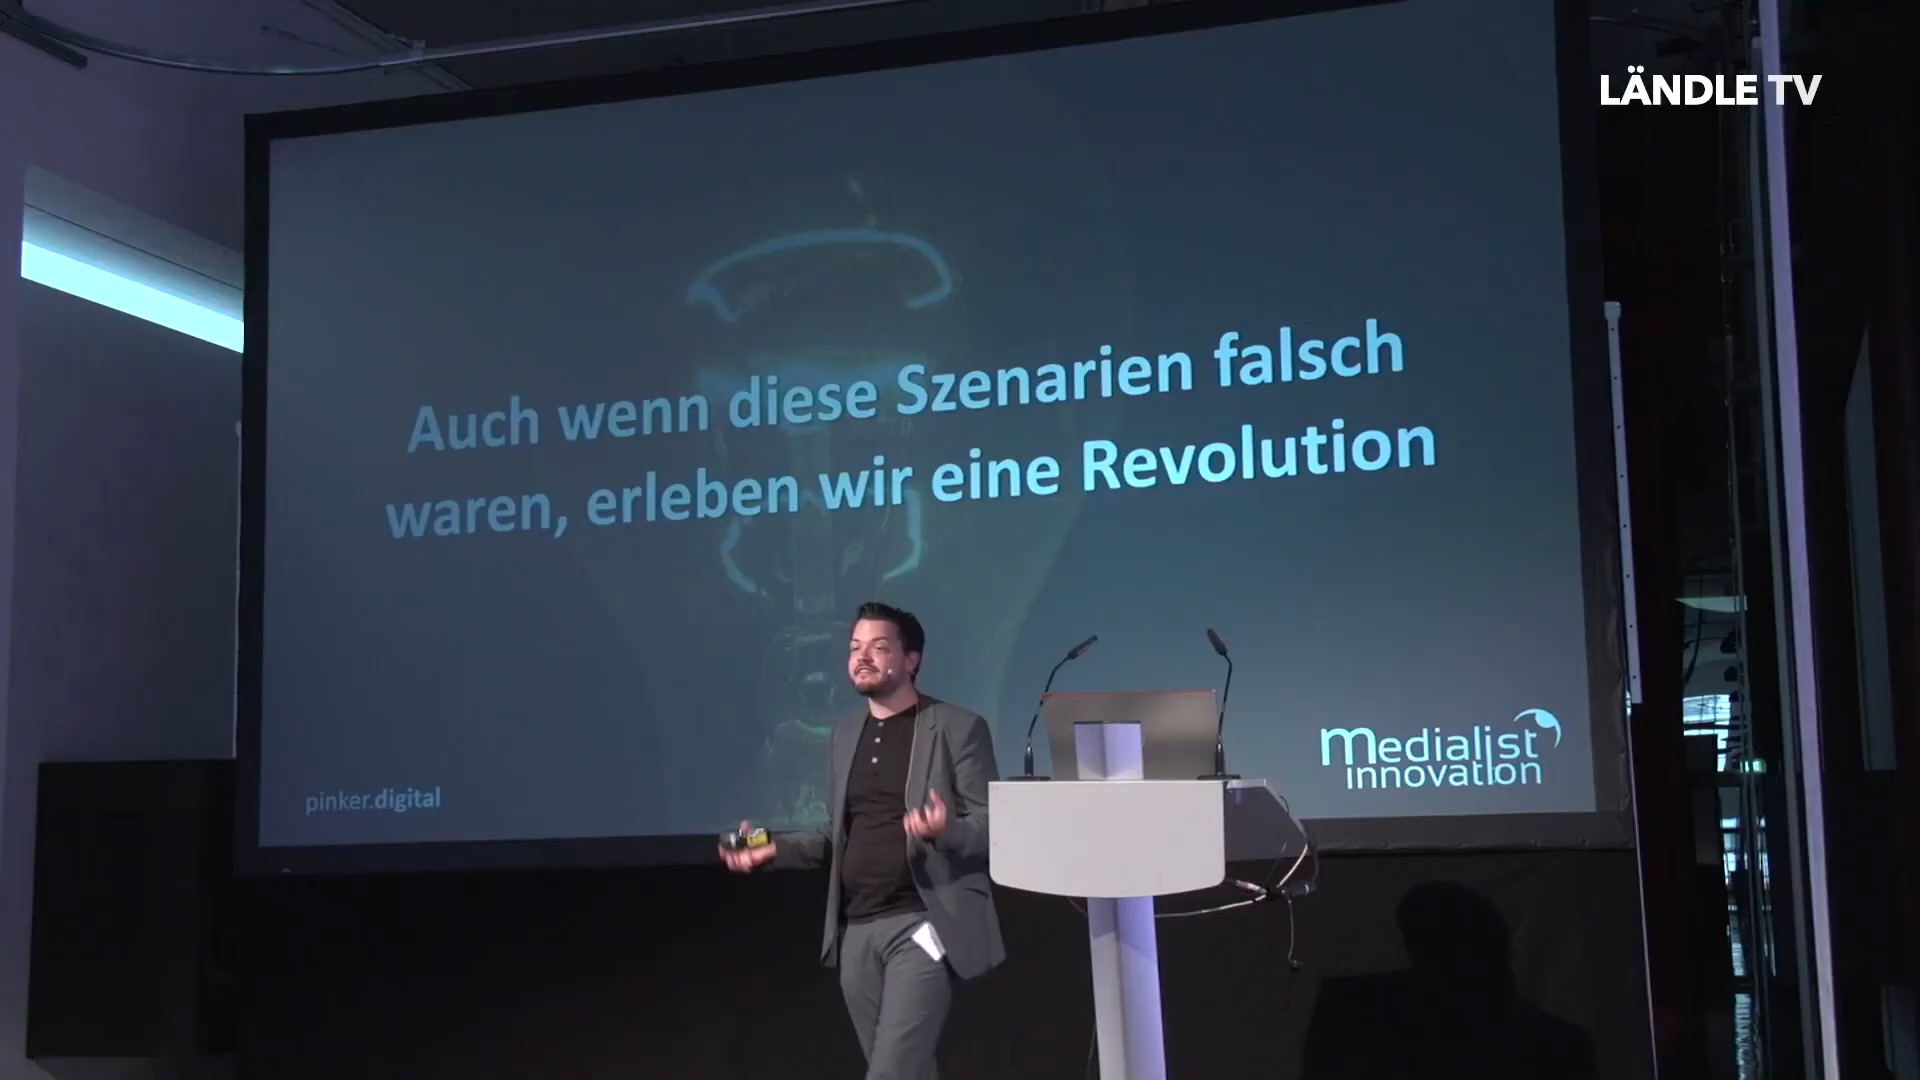 LÄNDLE TV
Auch wenn diese Szenarien falsch
waren, erleben wir eine Revolution
pinker.digital
medialist
innovation